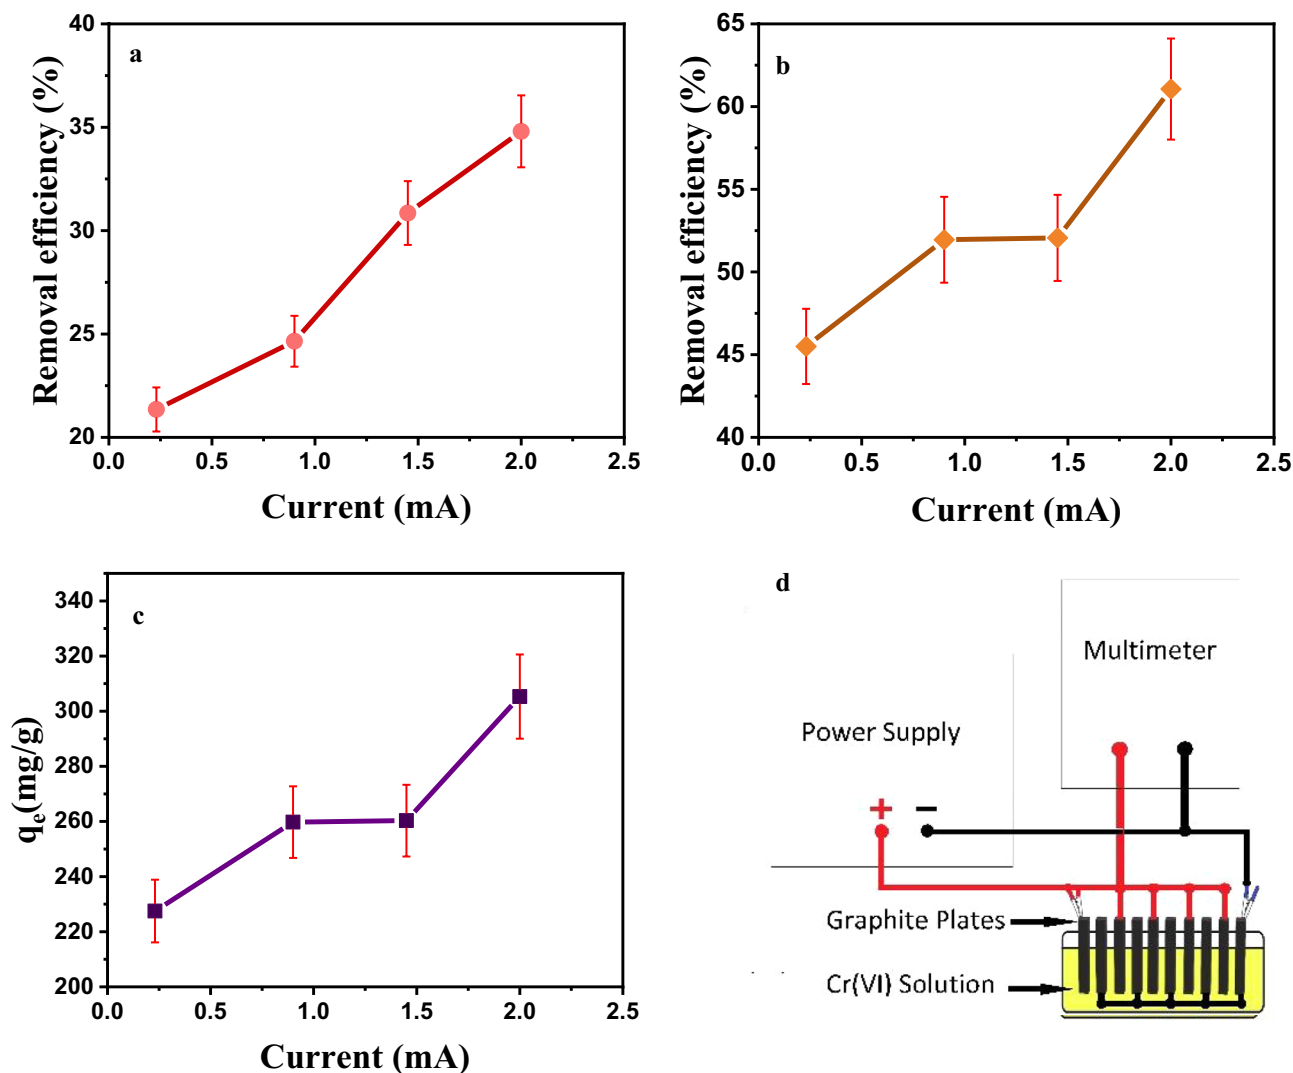 a
Removal efficiency (%)
40
35
30
25
20
0.0 0.5 1.0 1.5 2.0 2.5
Current (mA)
b
Removal efficiency (%)
65
60
55
50
45
40
0.0 0.5 1.0 1.5 2.0 2.5
Current (mA)
c
qe(mg/g)
340
320
300
280
260
240
220
200
0.0 0.5 1.0 1.5 2.0 2.5
Current (mA)
d
Multimeter
Power Supply
+ −
Graphite Plates
Cr(VI) Solution